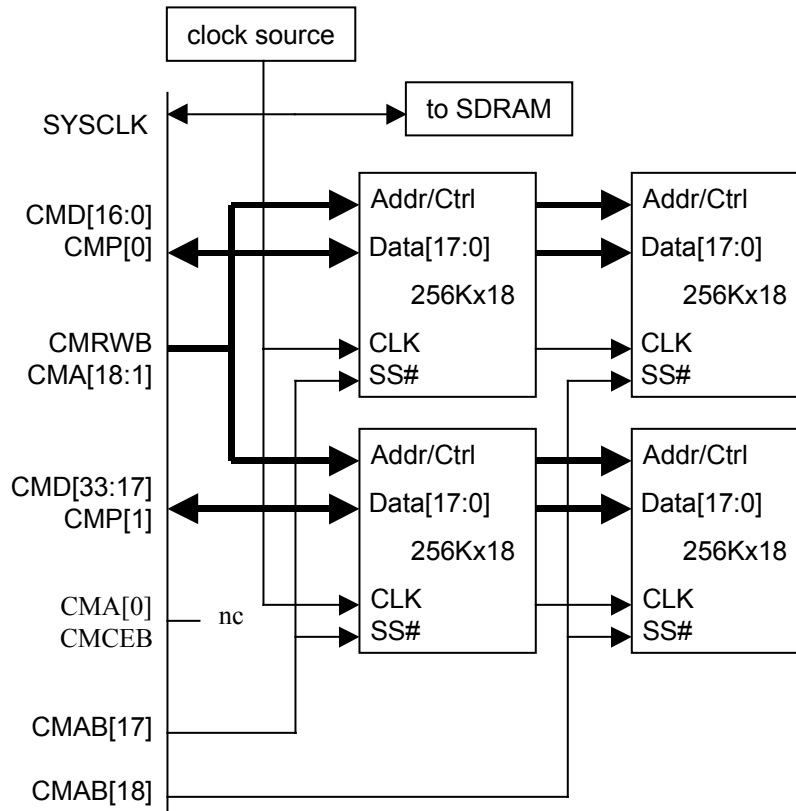 clock source
SYSCLK
to SDRAM
CMD[16:0]
CMP[0]
CMRWB
CMA[18:1]
CMD[33:17]
CMP[1]
CMA[0]
CMCEB
nc
CMAB[17]
CMAB[18]
Addr/Ctrl
Data[17:0]
256Kx18
CLK
SS#
Addr/Ctrl
Data[17:0]
256Kx18
CLK
SS#
Addr/Ctrl
Data[17:0]
256Kx18
CLK
SS#
Addr/Ctrl
Data[17:0]
256Kx18
CLK
SS#